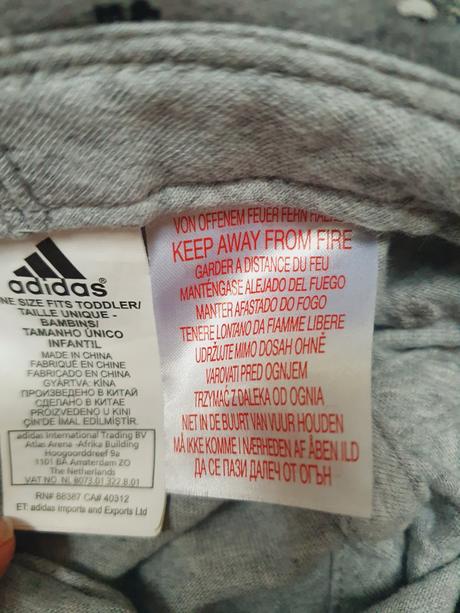 adidas®
NE SIZE FITS TODDLER/
TAILLE UNIQUE -
BAMBINS/
TAMANHO ÚNICO
INFANTIL
MADE IN CHINA
FABRIQUÉ EN CHINE
FABRICADO EN CHINA
GYÁRTVA: KÍNA
ПРОИЗВЕДЕНО В КИТАЙ
СДЕЛАНО В КИТАЕ
PROIZVEDENO U KINI
ÇİN'DE İMAL EDİLMİŞTİR.
adidas International Trading BV
Atlas Arena -Afrika Building
Hoogoorddreef 9a
1101 BA Amsterdam ZO
The Netherlands
VAT NO. NL 8073.01.322.B.01
RN# 88387 CA# 40312
ET: adidas Imports and Exports Ltd
VON OFFENEM FEUER FERN
KEEP AWAY FROM FIRE
GARDER A DISTANCE DU FEU
MANTÉNGASE ALEJADO DEL FUEGO
MANTER AFASTADO DO FOGO
TENERE LONTANO DA FIAMME LIBERE
UDRŽUJTE MIMO DOSAH OHNĚ
VAROVATI PRED OGNJEM
TRZYMAĆ Z DALEKA OD OGNIA
NIET IN DE BUURT VAN VUUR HOUDEN
MÅ IKKE KOMME I NÆRHEDEN AF ÅBEN ILD
ДА СЕ ПАЗИ ДАЛЕЧ ОТ ОГЪН